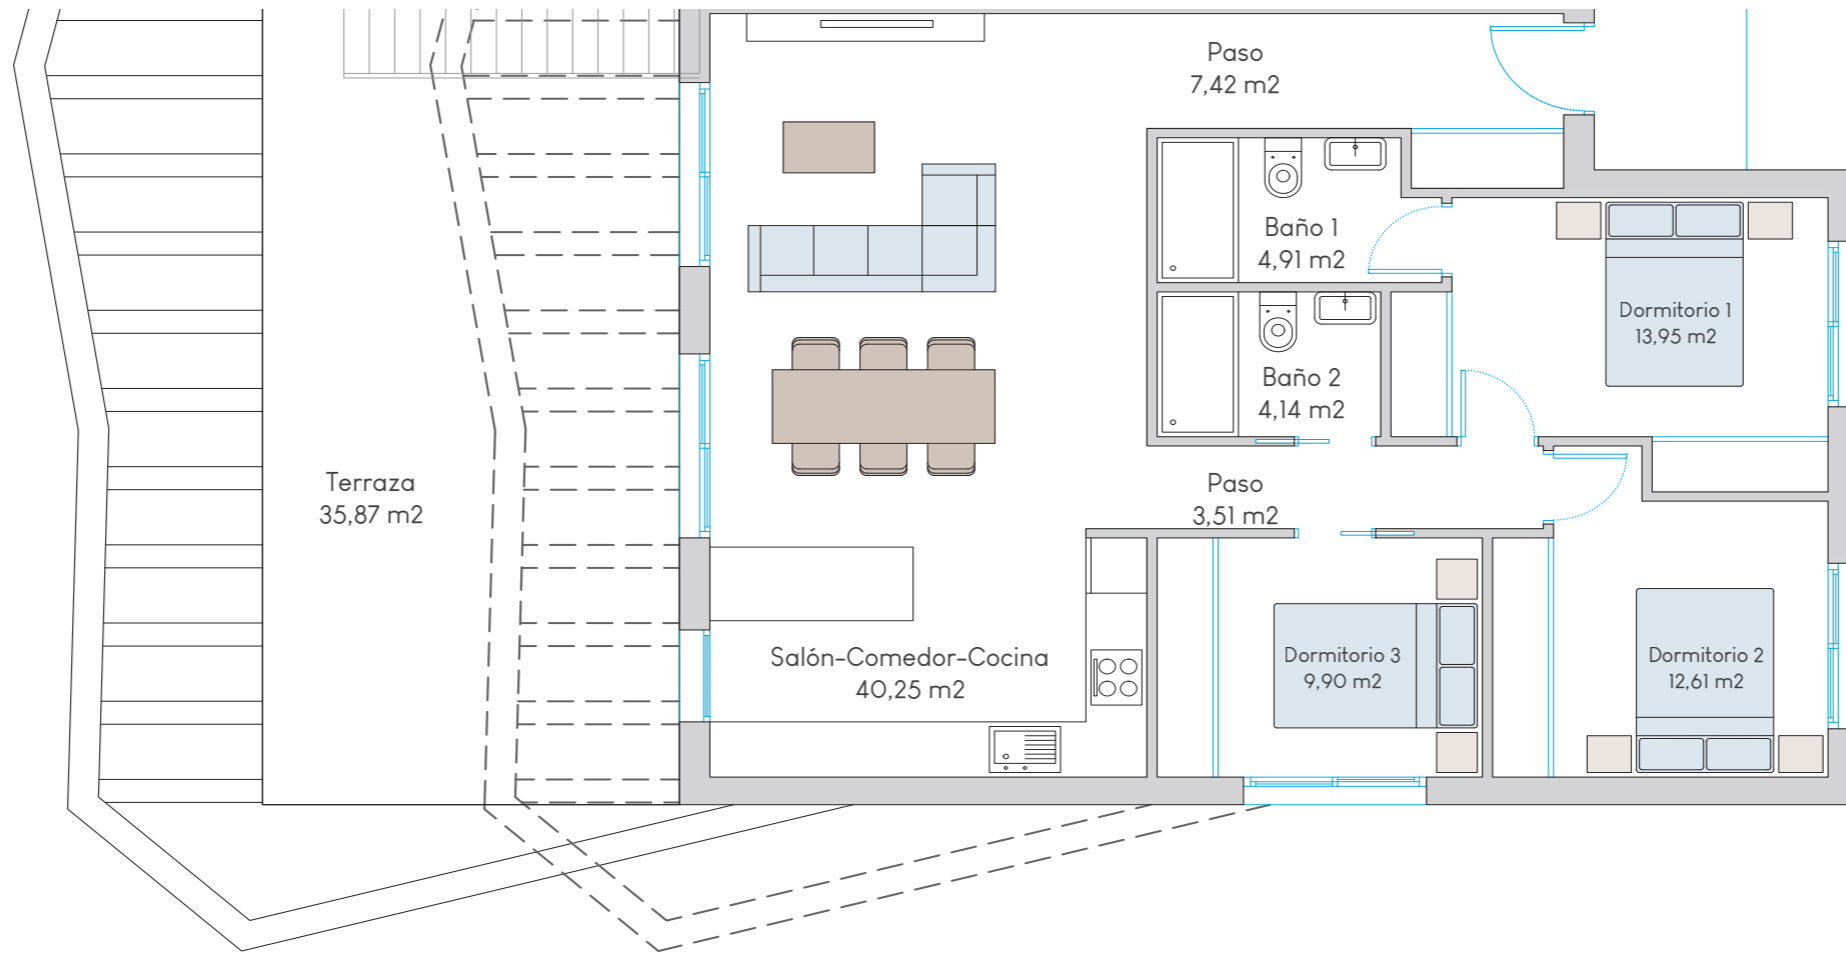 Paso
7,42 m2
Baño 1
4,91 m2
Dormitorio 1
13,95 m2
Baño 2
4,14 m2
Terraza
35,87 m2
Paso
3,51 m2
Salón-Comedor-Cocina
40,25 m2
Dormitorio 3
9,90 m2
Dormitorio 2
12,61 m2